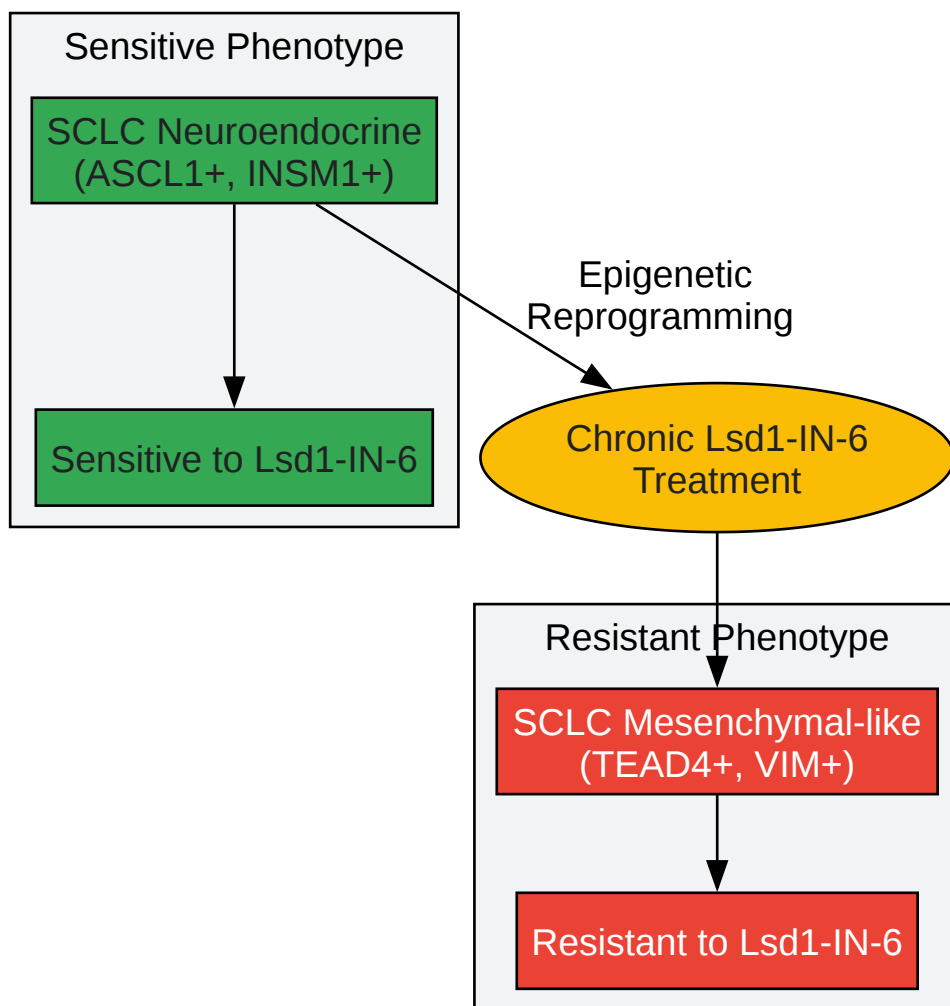 Sensitive Phenotype
SCLC Neuroendocrine
(ASCL1+, INSM1+)
Epigenetic
Reprogramming
Sensitive to Lsd1-IN-6
Chronic Lsd1-IN-6
Treatment
Resistant Phenotype
SCLC Mesenchymal-like
(TEAD4+, VIM+)
Resistant to Lsd1-IN-6